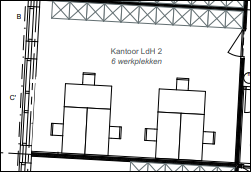 B
Kantoor LdH 2
6 werkplekken
C'